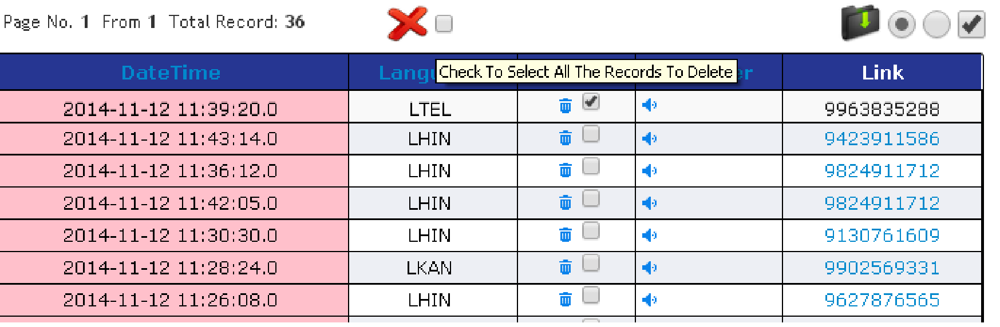 Page No. 1 From 1 Total Record: 36
DateTime Link
Check To Select All The Records To Delete
2014-11-12 11:39:20.0 LTEL 9963835288
2014-11-12 11:43:14.0 LHIN 9423911586
2014-11-12 11:36:12.0 LHIN 9824911712
2014-11-12 11:42:05.0 LHIN 9824911712
2014-11-12 11:30:30.0 LHIN 9130761609
2014-11-12 11:28:24.0 LKAN 9902569331
2014-11-12 11:26:08.0 LHIN 9627876565